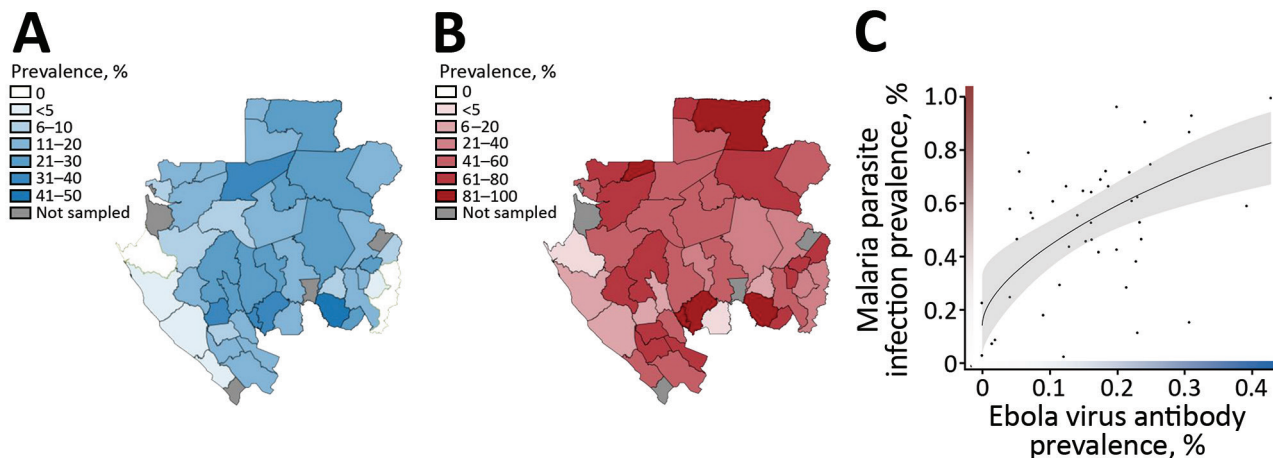 A
Prevalence, %
0
<5
6–10
11–20
21–30
31–40
41–50
Not sampled
B
Prevalence, %
0
<5
6–20
21–40
41–60
61–80
81–100
Not sampled
C
Malaria parasite
infection prevalence, %
1.0
0.8
0.6
0.4
0.2
0
0 0.1 0.2 0.3 0.4
Ebola virus antibody
prevalence, %